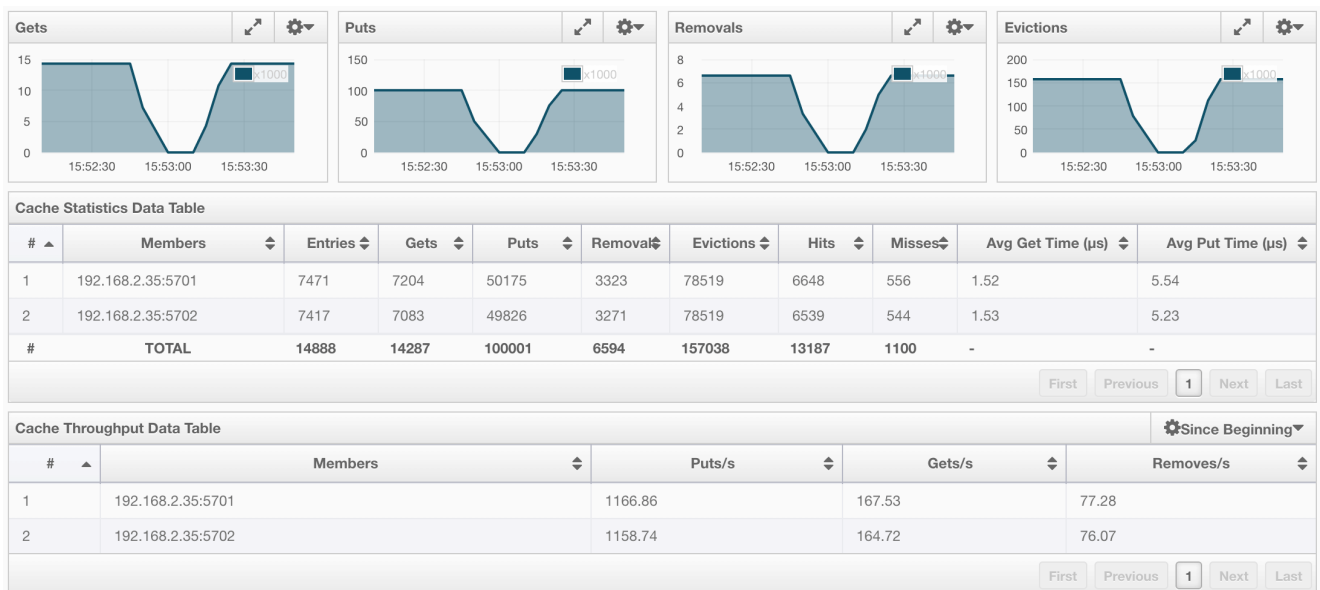 Gets Puts Removals Evictions
15 10 5 0 x1000 15:52:30 15:53:00 15:53:30
150 100 50 0 x1000 15:52:30 15:53:00 15:53:30
8 6 4 2 0 x1000 15:52:30 15:53:00 15:53:30
200 150 100 50 0 x1000 15:52:30 15:53:00 15:53:30
Cache Statistics Data Table
# Members Entries Gets Puts Removals Evictions Hits Misses Avg Get Time (µs) Avg Put Time (µs)
1 192.168.2.35:5701 7471 7204 50175 3323 78519 6648 556 1.52 5.54
2 192.168.2.35:5702 7417 7083 49826 3271 78519 6539 544 1.53 5.23
# TOTAL 14888 14287 100001 6594 157038 13187 1100 - -
First Previous 1 Next Last
Cache Throughput Data Table Since Beginning
# Members Puts/s Gets/s Removes/s
1 192.168.2.35:5701 1166.86 167.53 77.28
2 192.168.2.35:5702 1158.74 164.72 76.07
First Previous 1 Next Last